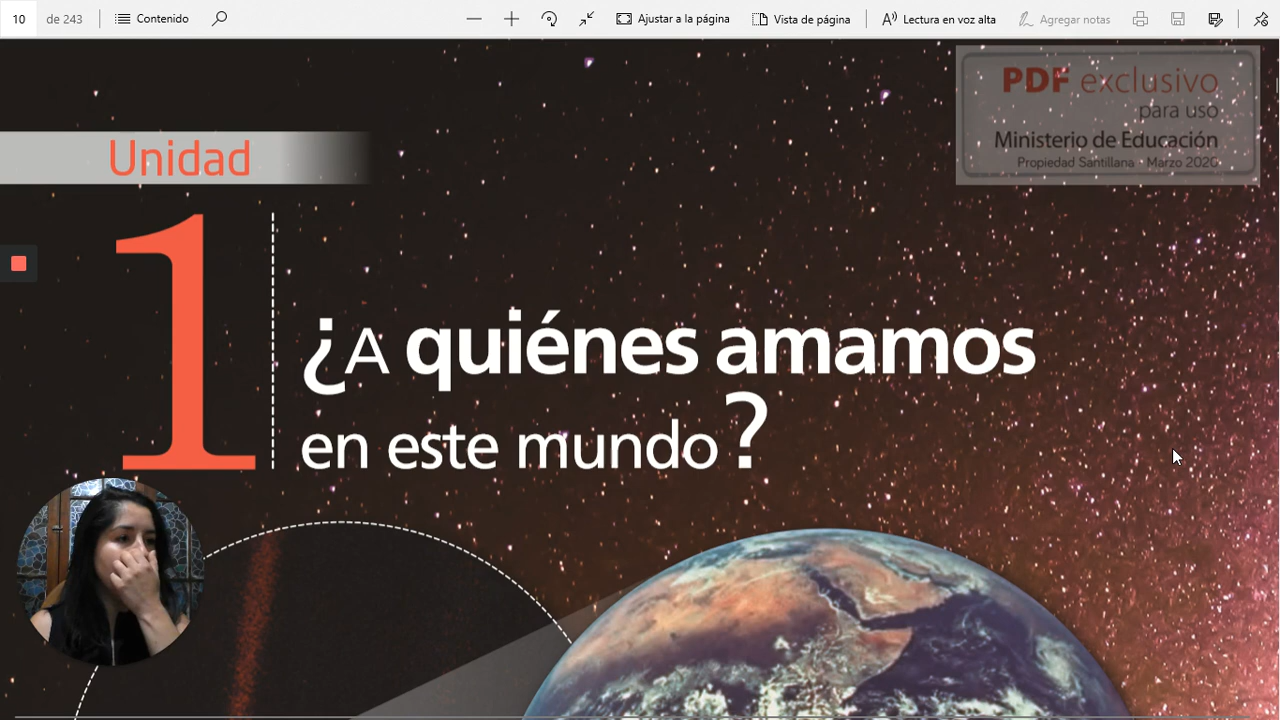 10 de 243 Contenido Ajustar a la página Vista de página Lectura en voz alta Agregar notas
PDF exclusivo
para uso
Ministerio de Educación
Propiedad Santillana - Marzo 2020
Unidad
1
¿A quiénes amamos
en este mundo?